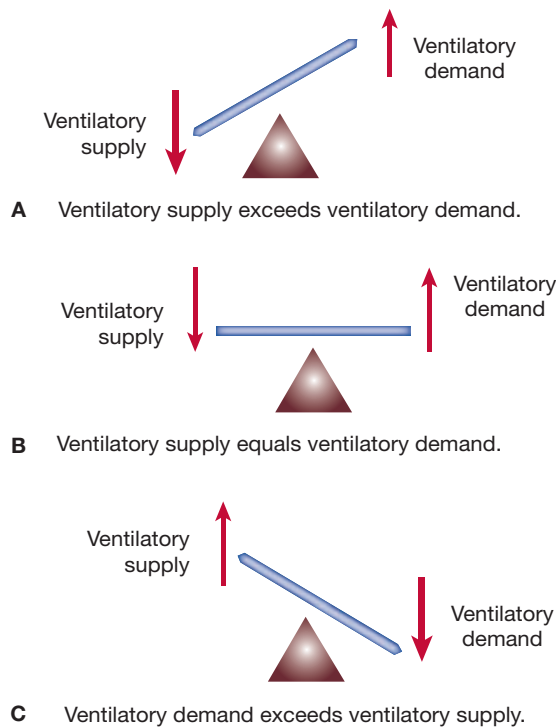 Ventilatory
demand
Ventilatory
supply
A Ventilatory supply exceeds ventilatory demand.
Ventilatory
demand
Ventilatory
supply
B Ventilatory supply equals ventilatory demand.
Ventilatory
supply
Ventilatory
demand
C Ventilatory demand exceeds ventilatory supply.